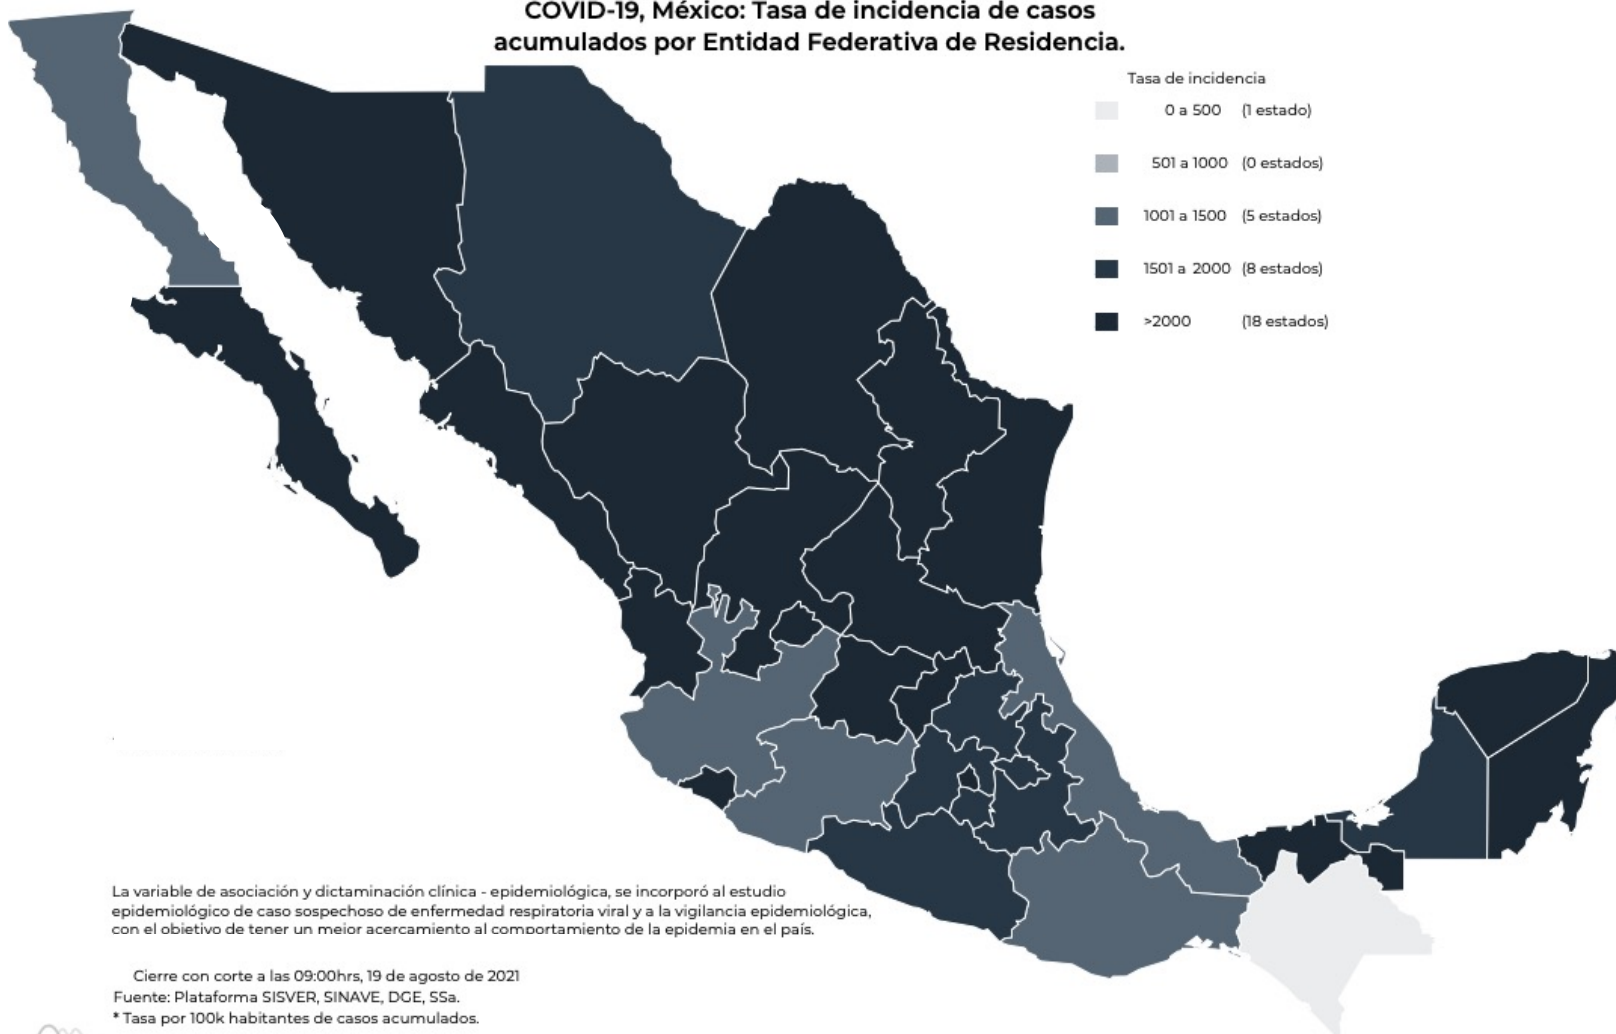 COVID-19, México: Tasa de incidencia de casos
acumulados por Entidad Federativa de Residencia.
Tasa de incidencia
0 a 500 (1 estado)
501 a 1000 (0 estados)
1001 a 1500 (5 estados)
1501 a 2000 (8 estados)
>2000 (18 estados)
La variable de asociación y dictaminación clínica - epidemiológica, se incorporó al estudio
epidemiológico de caso sospechoso de enfermedad respiratoria viral y a la vigilancia epidemiológica,
con el objetivo de tener un mejor acercamiento al comportamiento de la epidemia en el país.
Cierre con corte a las 09:00hrs, 19 de agosto de 2021
Fuente: Plataforma SISVER, SINAVE, DGE, SSa.
* Tasa por 100k habitantes de casos acumulados.